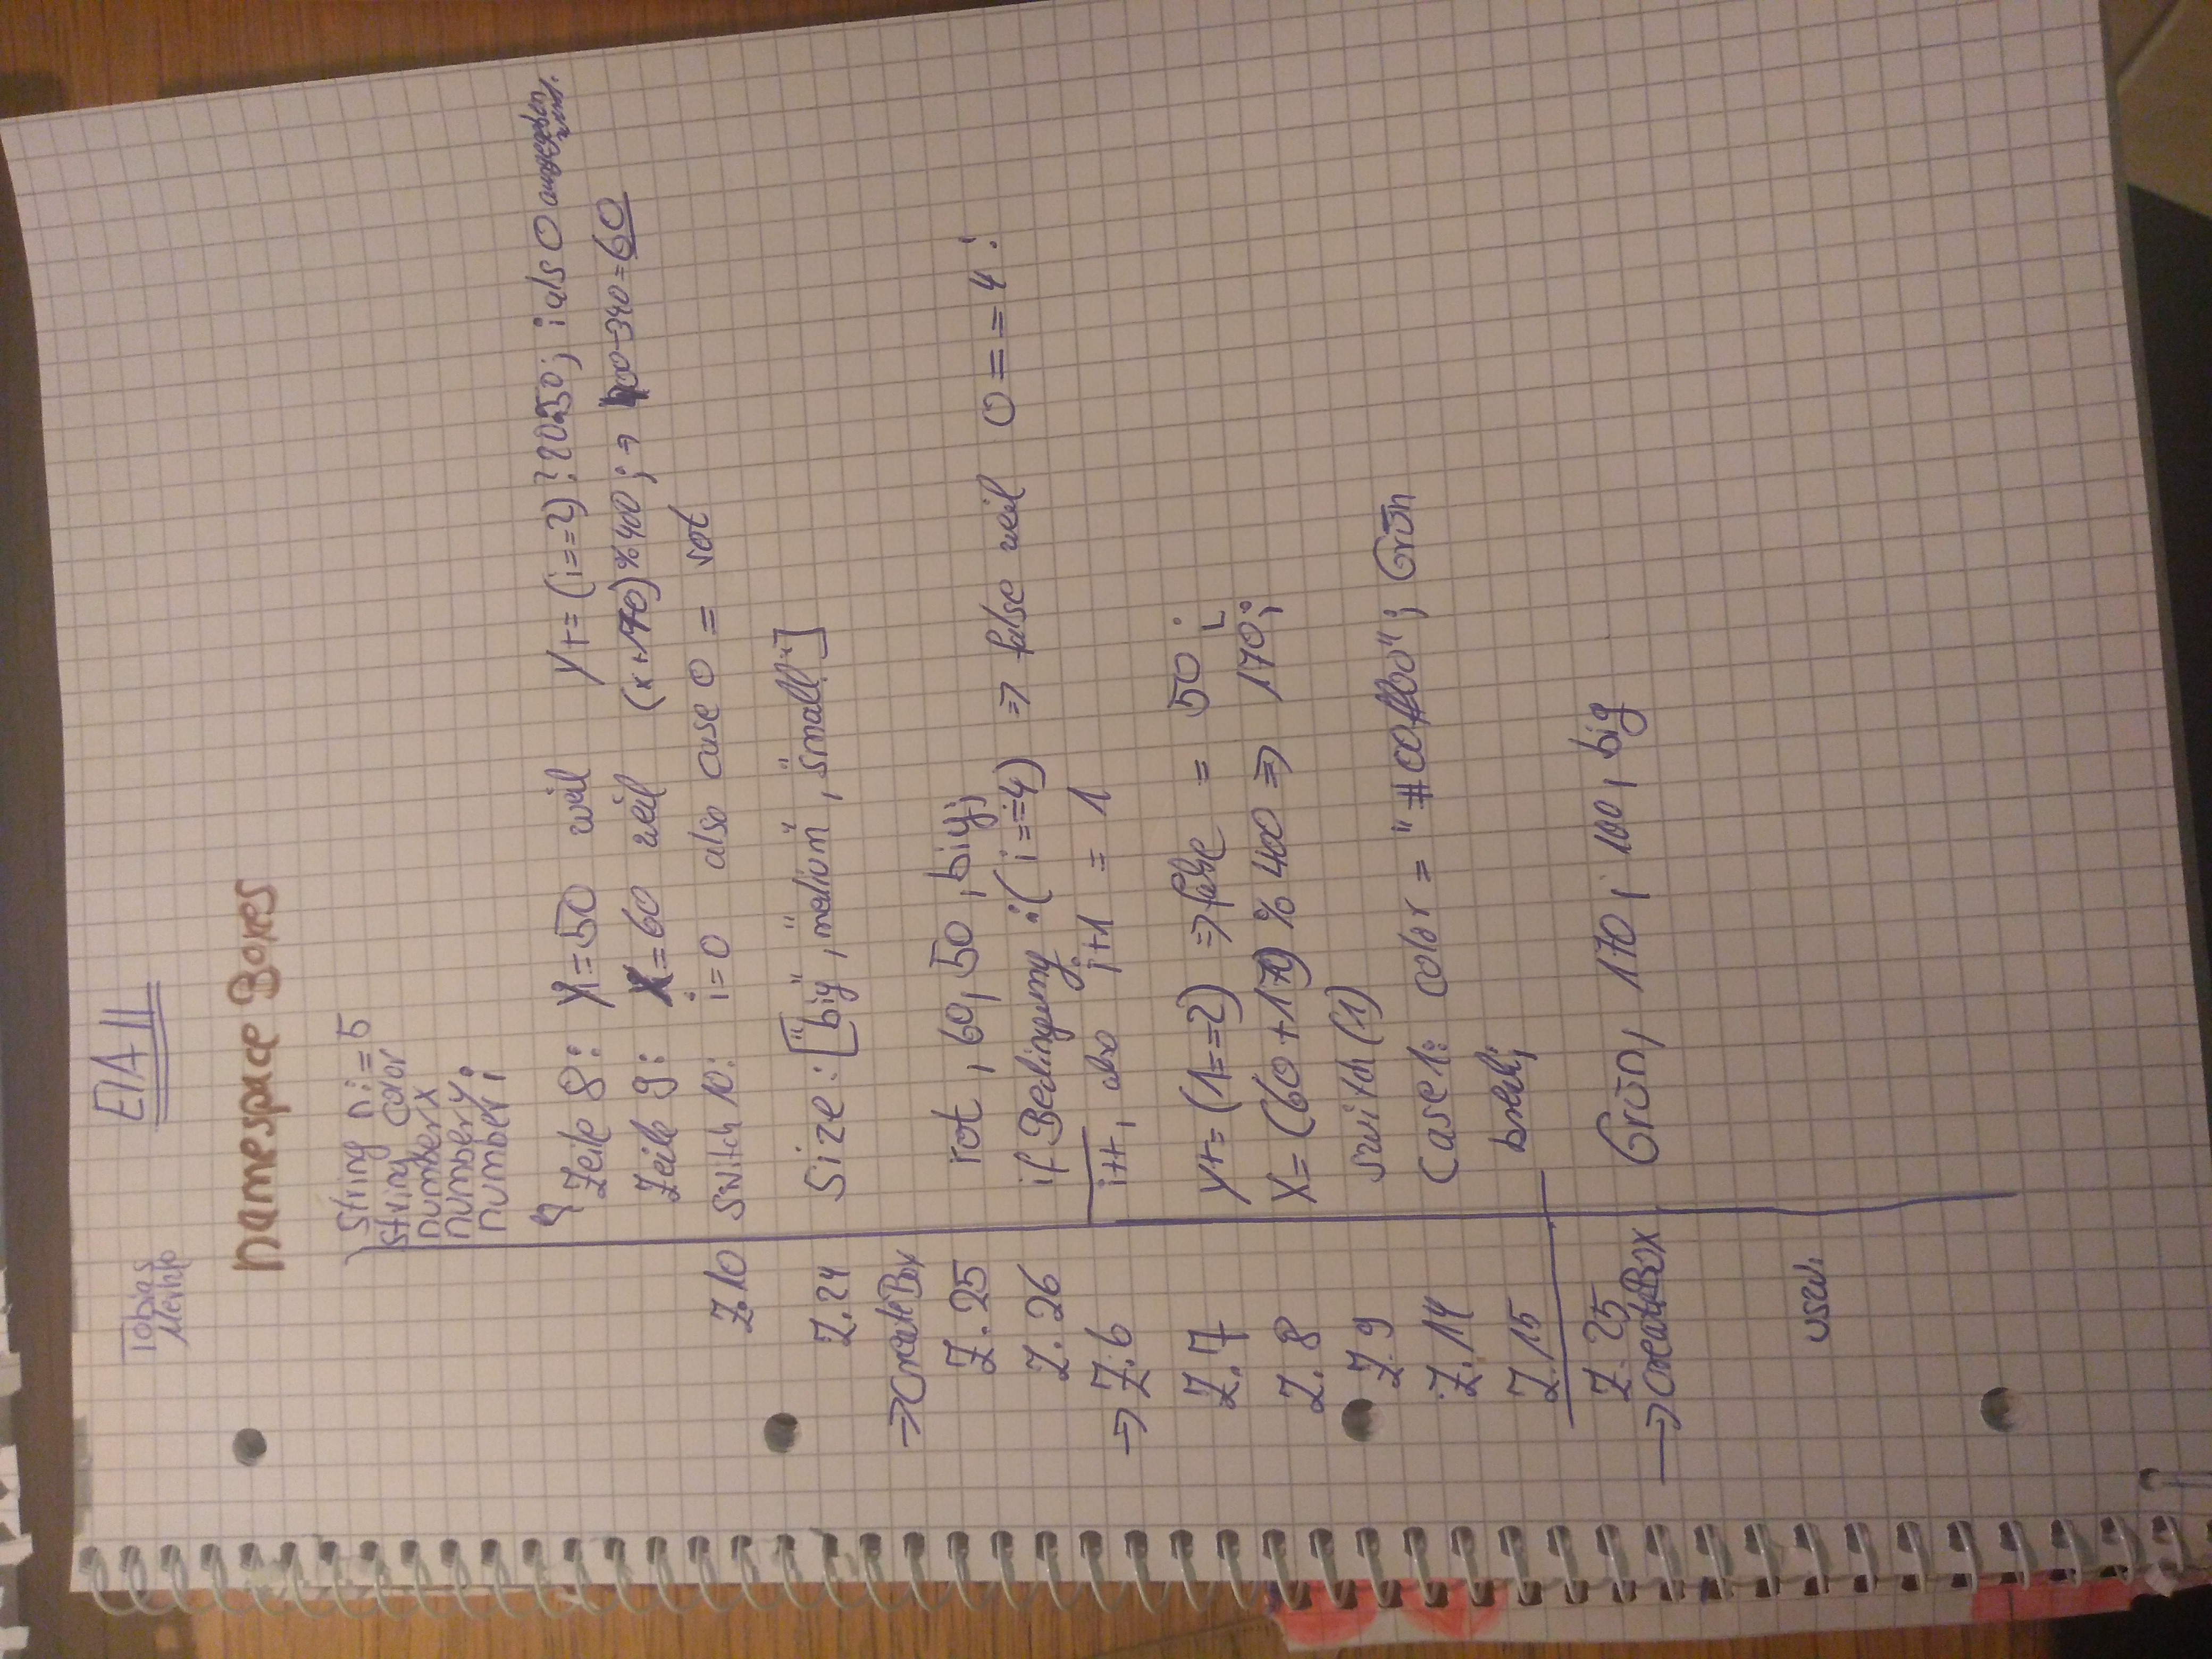 EIA II
Tobias
namespace Boxes
string n: = 5
string color
number x
number y
number i
Zeile 8: y=50 weil y+=(i==2)?20:50; i als 0 ausgegeben wird.
Zeile 9: X=60 weil (x+170)%400; ⇒ 400-340=60
Z.10 Switch 10: i=0 also case 0 = rot
Z.24 Size: ["big", "medium", "small"]
⇒ CreateBox
Z.25 rot, 60, 50, big;
Z.26 if Bedingung: (i==4) ⇒ false weil 0==4!
→ Z.6 i++, also i+1 = 1
Z.7 y+=(1==2) ⇒ false = 50;
Z.8 X=(60+170)%400 ⇒ 170;
Z.9 switch(1)
Z.14 Case 1: color = "#00ff00"; Grün
Z.15 break;
Z.25 Grün, 170, 100, big
→ CreateBox
usw.